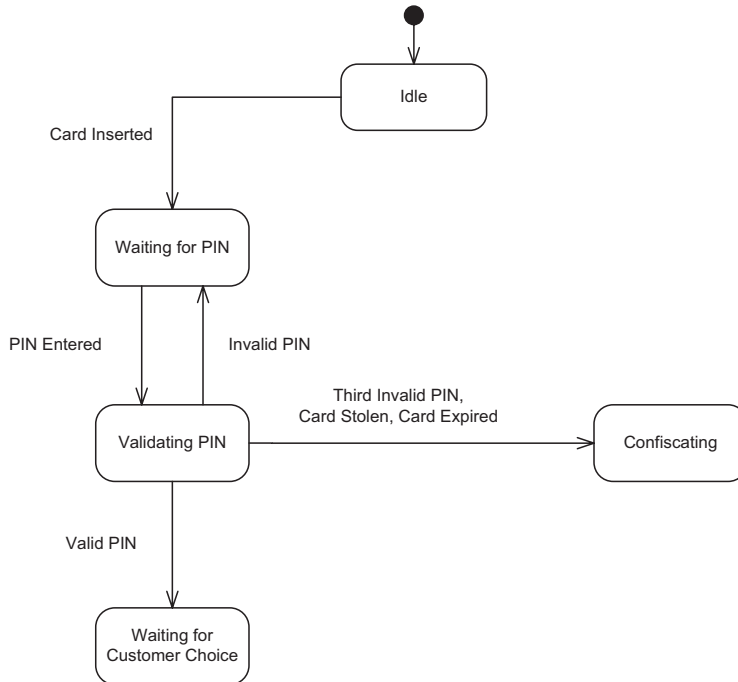 Idle
Card Inserted
Waiting for PIN
PIN Entered
Invalid PIN
Third Invalid PIN,
Card Stolen, Card Expired
Validating PIN
Confiscating
Valid PIN
Waiting for
Customer Choice